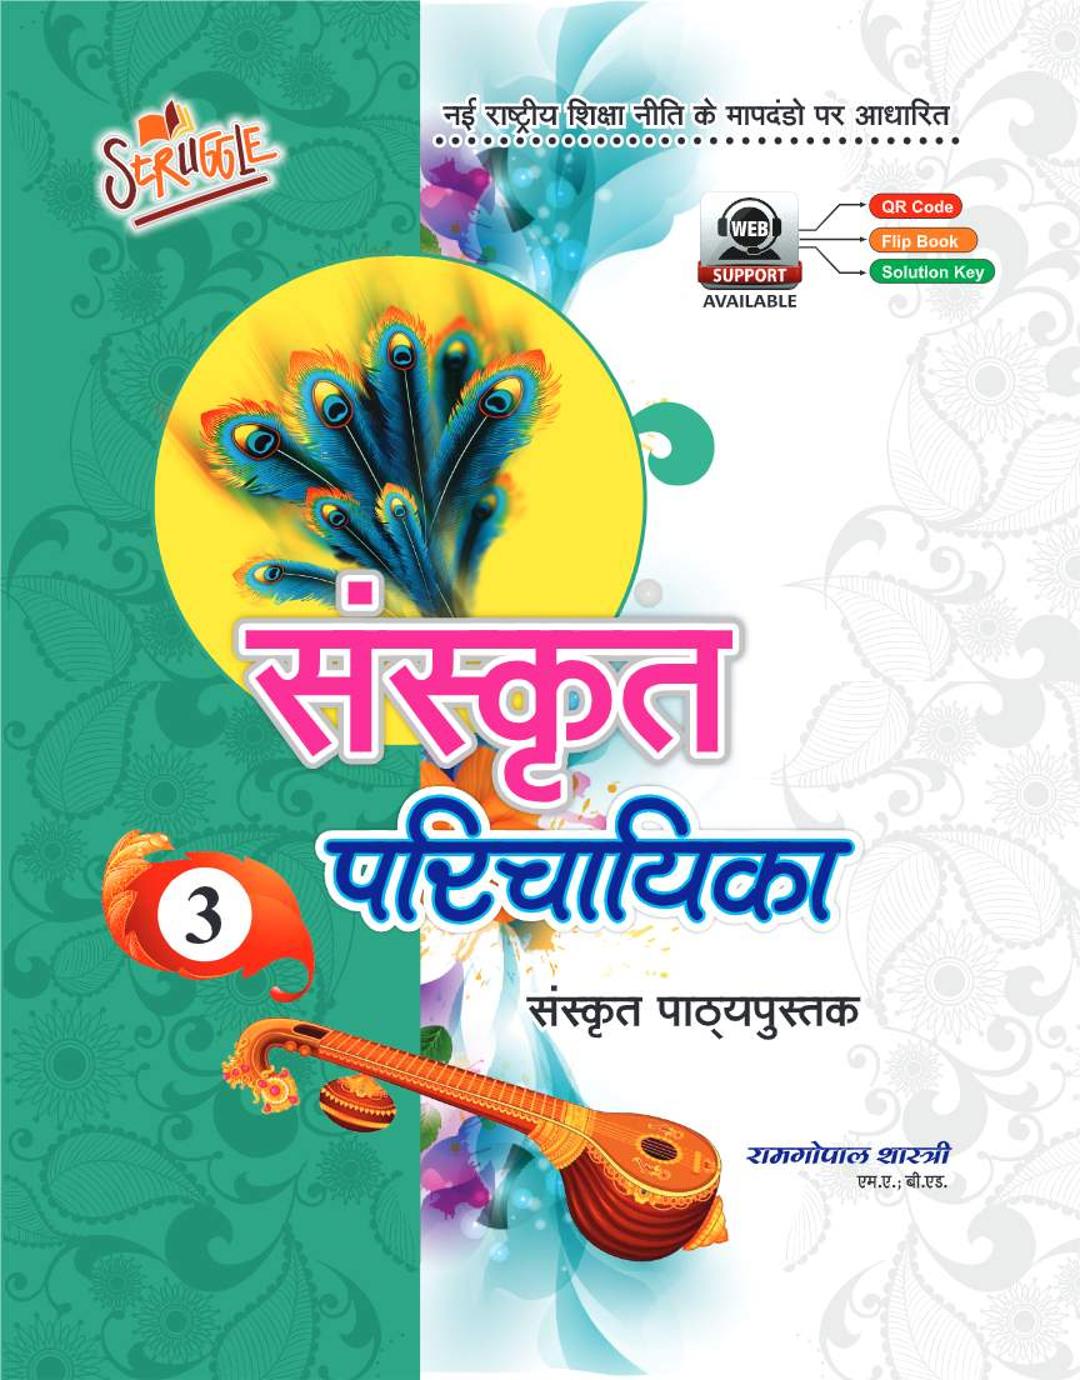 STRUGGLE
नई राष्ट्रीय शिक्षा नीति के मापदंडो पर आधारित
WEB
SUPPORT
AVAILABLE
QR Code
Flip Book
Solution Key
संस्कृत
परिचायिका
3
संस्कृत पाठ्यपुस्तक
रामगोपाल शास्त्री
एम.ए.; बी.एड.